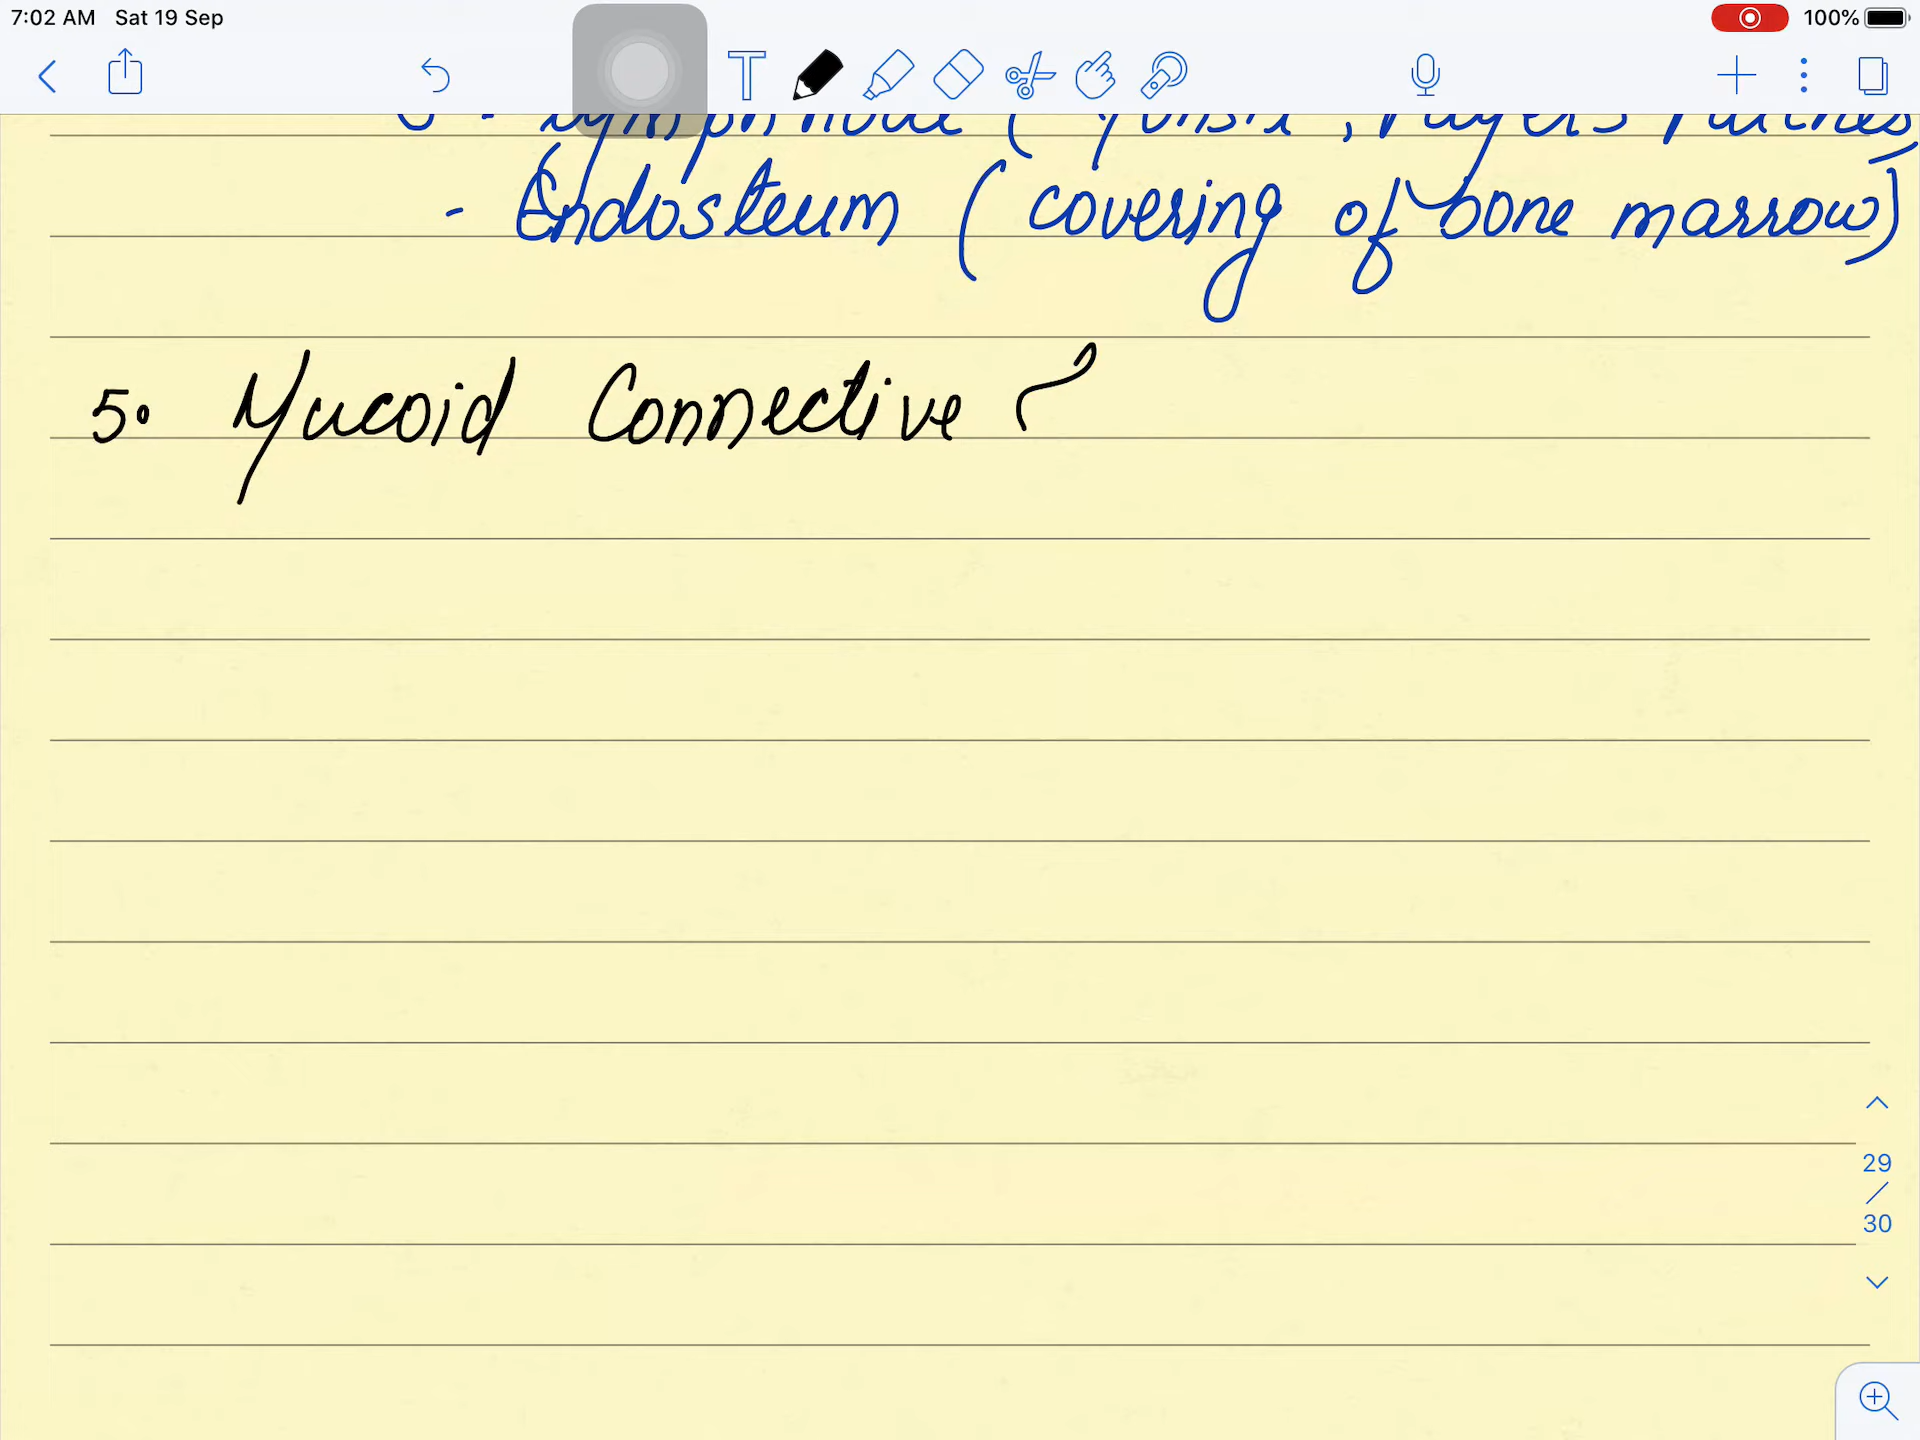 7:02 AM Sat 19 Sep
100%
T
- Endosteum (covering of bone marrow)
5. Mucoid Connective
29
/
30